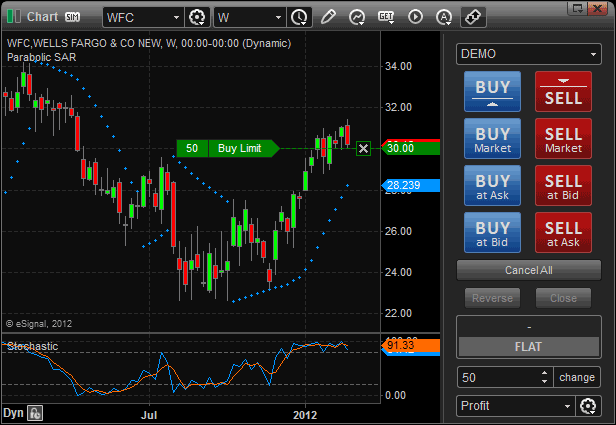 Chart SIM WFC W GET A
WFC,WELLS FARGO & CO NEW, W, 00:00-00:00 (Dynamic)
Parabolic SAR
34.00
32.00
50 Buy Limit
30.00
28.239
26.00
24.00
22.00
© eSignal, 2012
Stochastic
91.33
0.00
Dyn Jul 2012
DEMO
BUY SELL
BUY Market SELL Market
BUY at Ask SELL at Bid
BUY at Bid SELL at Ask
Cancel All
Reverse Close
-
FLAT
50 change
Profit